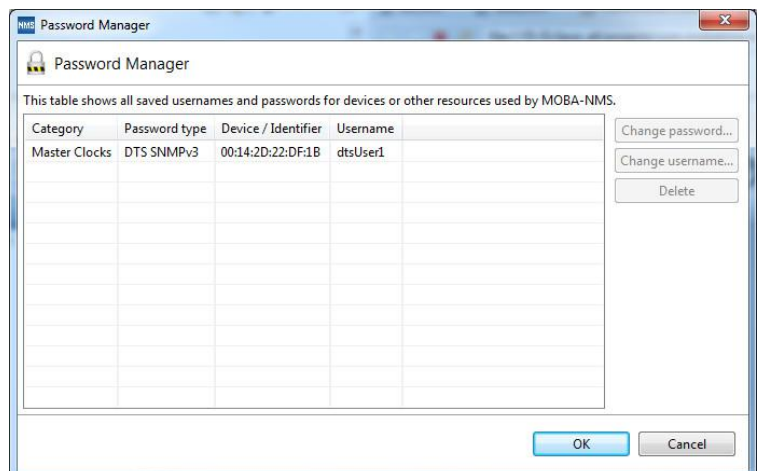 NMS Password Manager
Password Manager
This table shows all saved usernames and passwords for devices or other resources used by MOBA-NMS.
Category Password type Device / Identifier Username
Master Clocks DTS SNMPv3 00:14:2D:22:DF:1B dtsUser1
Change password...
Change username...
Delete
OK Cancel